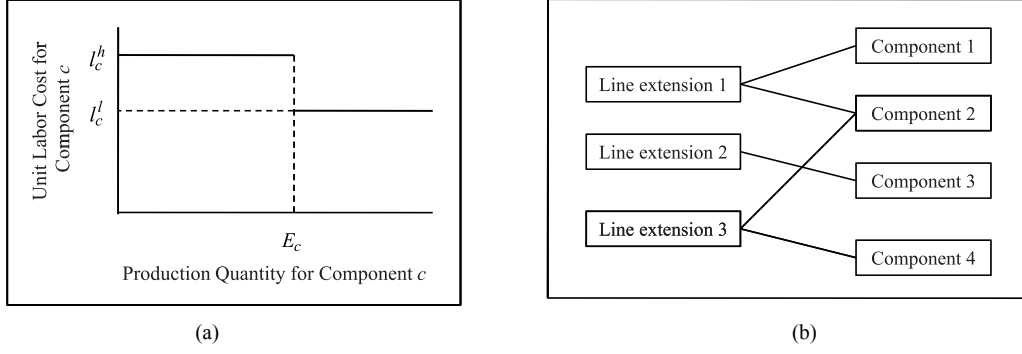 Unit Labor Cost for
Component c
l_c^h
l_c^l
E_c
Production Quantity for Component c
(a)
Line extension 1
Line extension 2
Line extension 3
Component 1
Component 2
Component 3
Component 4
(b)